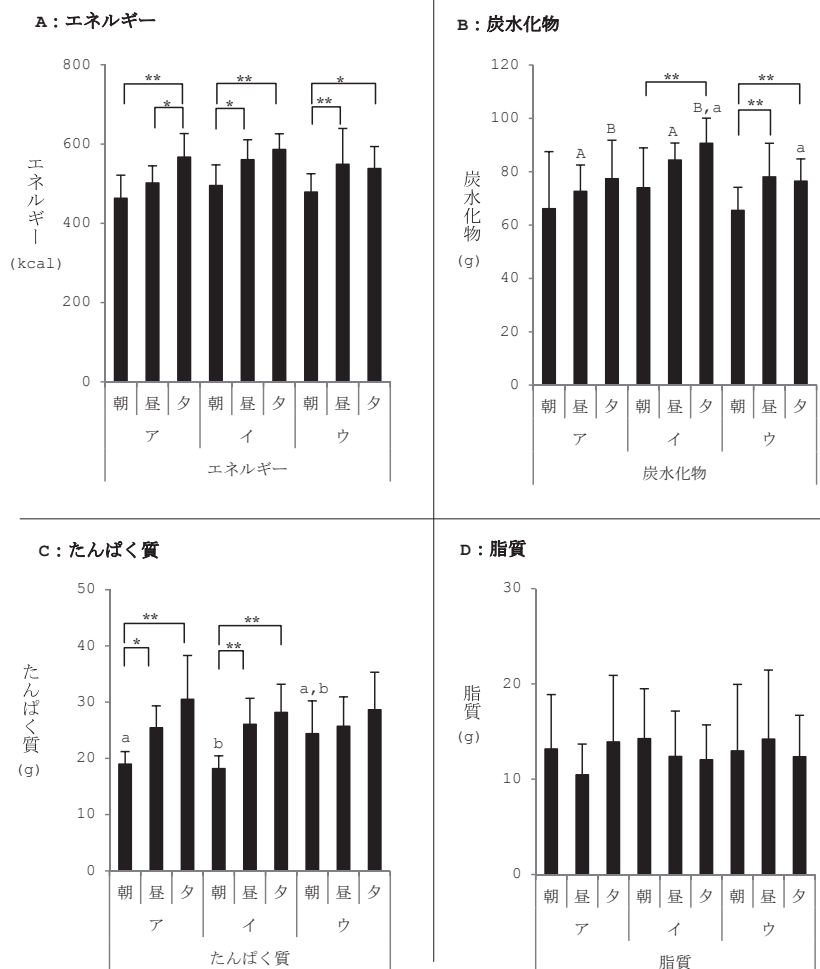 A：エネルギー
800
600
400
200
0
エネルギー
(kcal)
**
*
**
*
*
**
朝 昼 夕 朝 昼 夕 朝 昼 夕
ア イ ウ
エネルギー
B：炭水化物
120
100
80
60
40
20
0
炭水化物
(g)
**
**
**
A
B
A
B,a
a
朝 昼 夕 朝 昼 夕 朝 昼 夕
ア イ ウ
炭水化物
C：たんぱく質
50
40
30
20
10
0
たんぱく質
(g)
**
*
**
**
a
b
a,b
朝 昼 夕 朝 昼 夕 朝 昼 夕
ア イ ウ
たんぱく質
D：脂質
30
20
10
0
脂質
(g)
朝 昼 夕 朝 昼 夕 朝 昼 夕
ア イ ウ
脂質